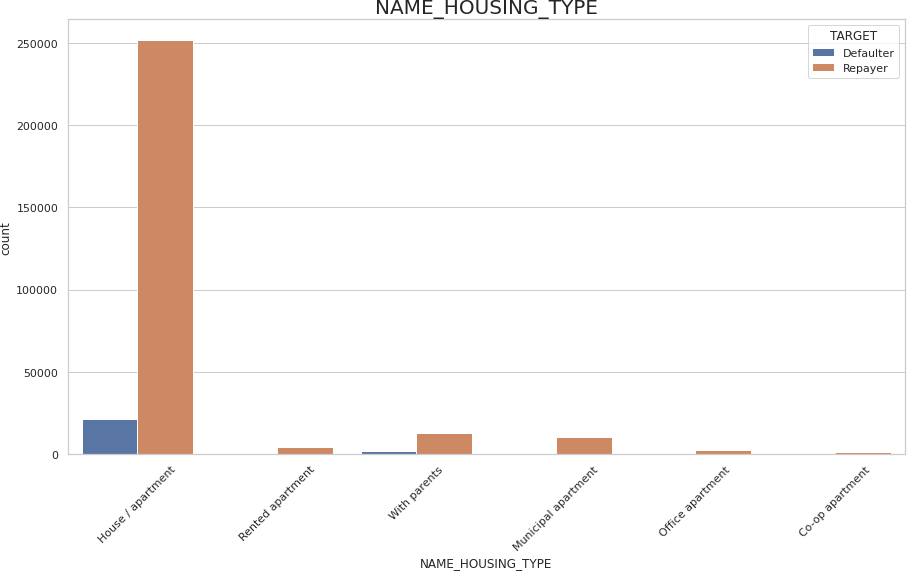 NAME_HOUSING_TYPE
TARGET
Defaulter
Repayer
250000
200000
150000
100000
50000
0
count
House / apartment
Rented apartment
With parents
Municipal apartment
Office apartment
Co-op apartment
NAME_HOUSING_TYPE